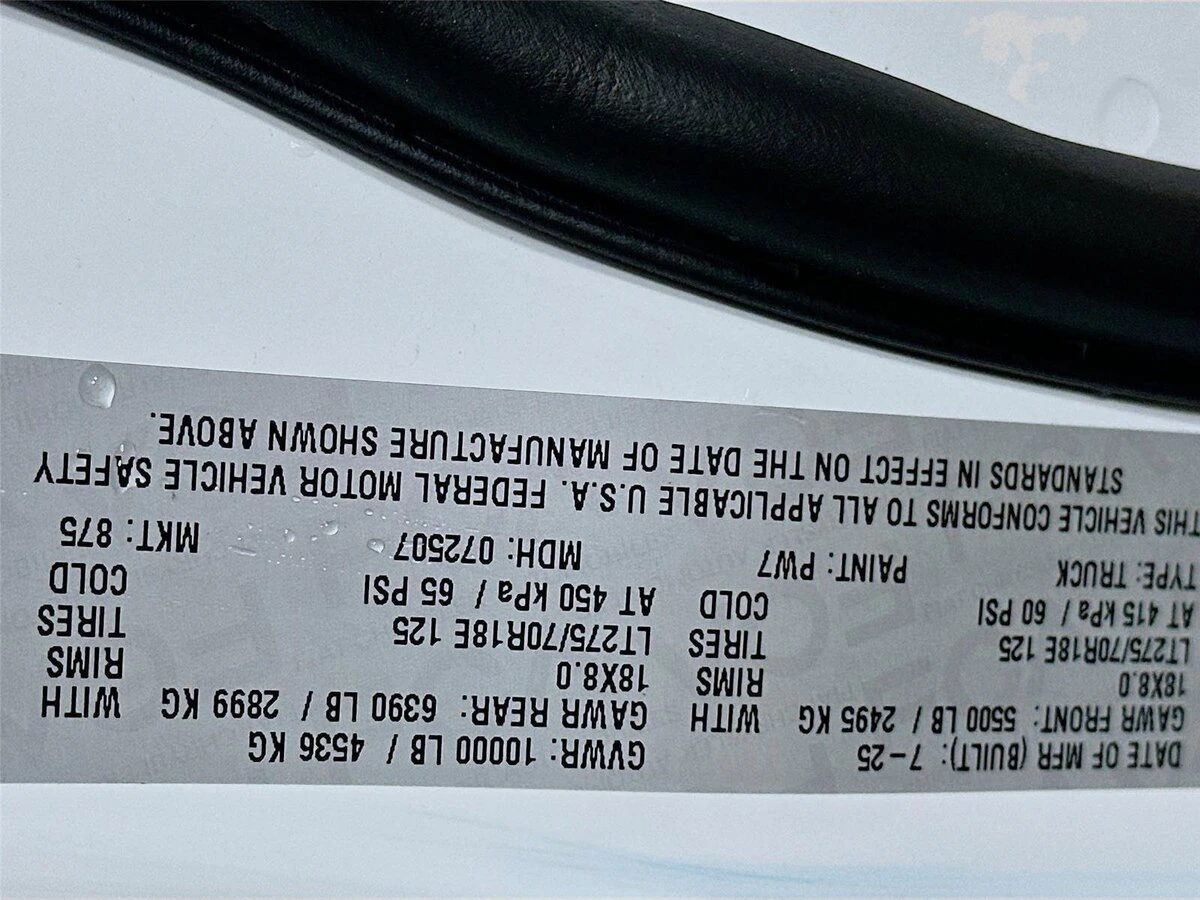 DATE OF MFR (BUILT): 7-25 GVWR: 10000 LB / 4536 KG
GAWR FRONT: 5500 LB / 2495 KG WITH GAWR REAR: 6390 LB / 2899 KG WITH
18X8.0 RIMS 18X8.0 RIMS
LT275/70R18E 125 TIRES LT275/70R18E 125 TIRES
AT 415 kPa / 60 PSI COLD AT 450 kPa / 65 PSI COLD
TYPE: TRUCK PAINT: PW7 MDH: 072507 MKT: 875
THIS VEHICLE CONFORMS TO ALL APPLICABLE U.S.A. FEDERAL MOTOR VEHICLE SAFETY
STANDARDS IN EFFECT ON THE DATE OF MANUFACTURE SHOWN ABOVE.